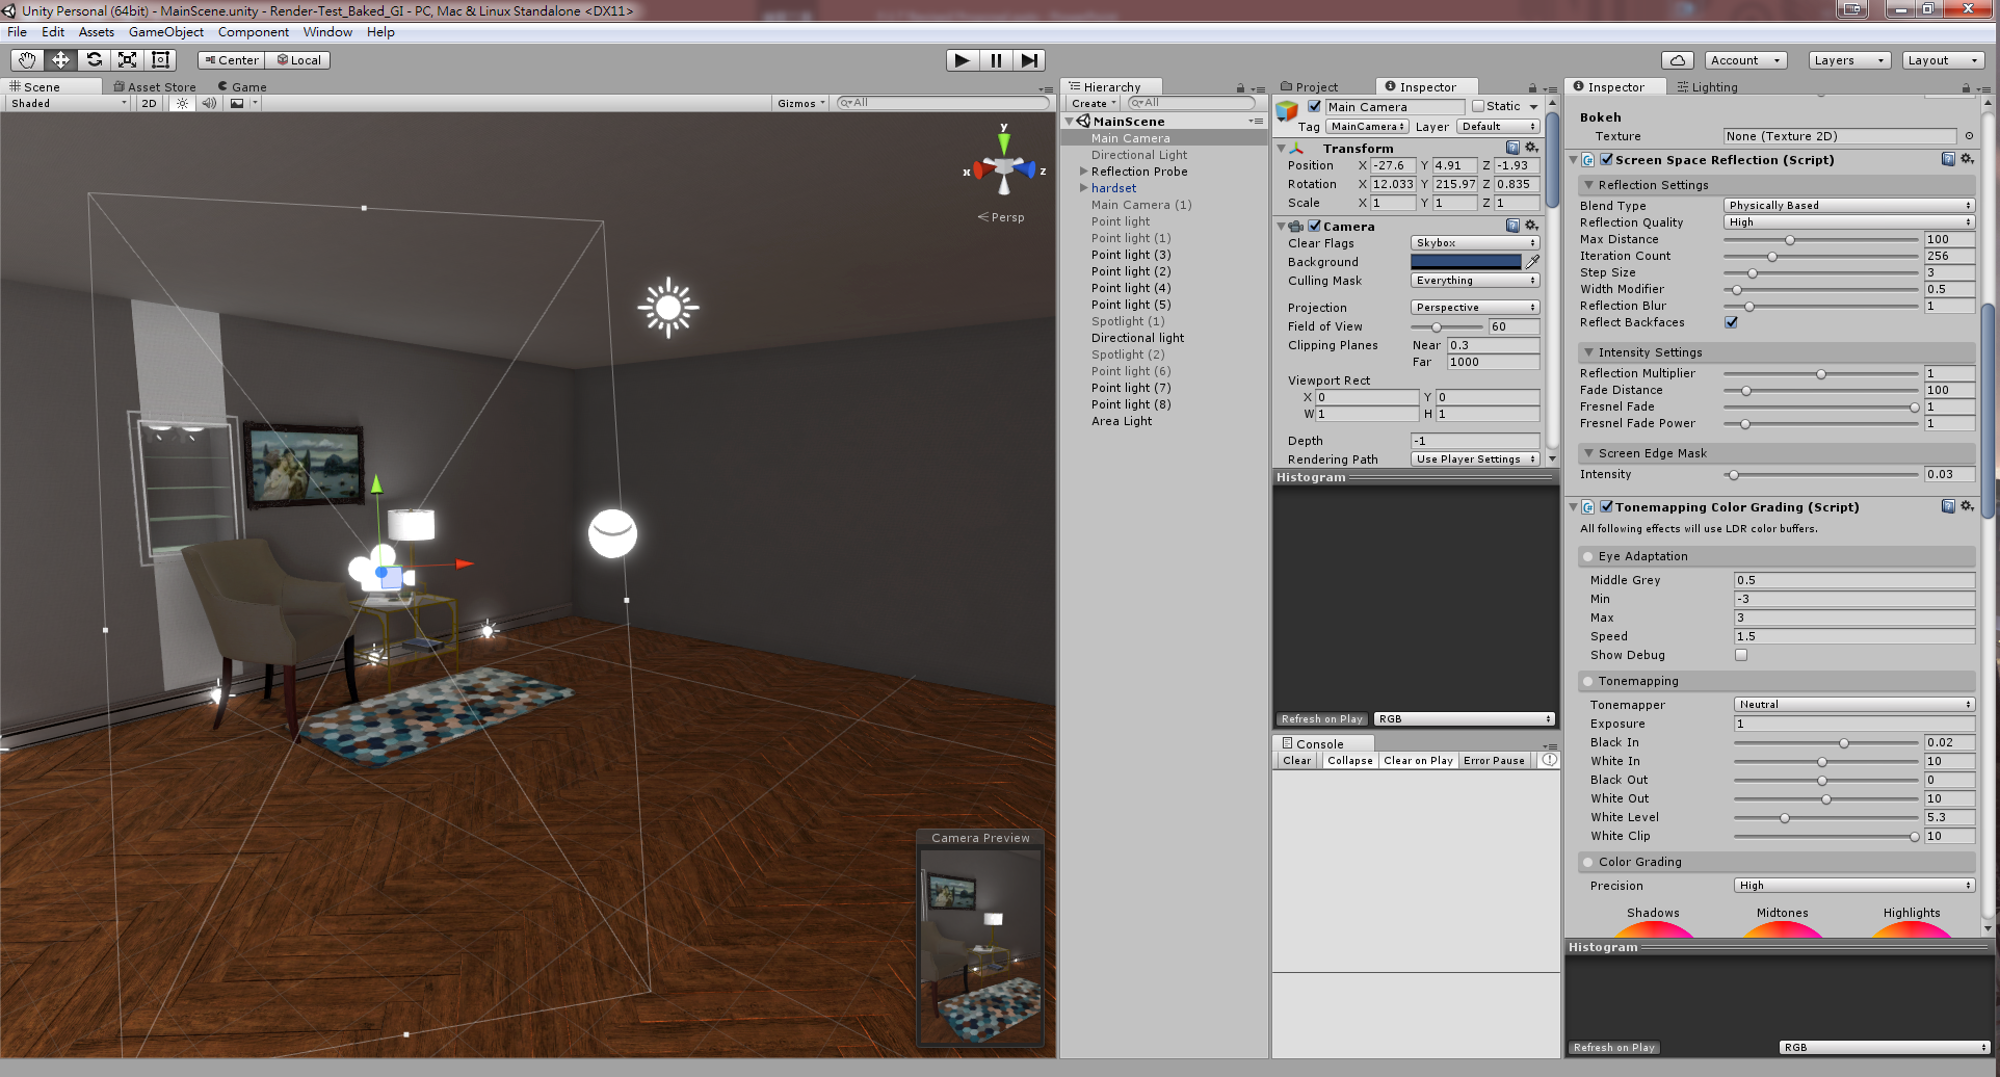 Unity Personal (64bit) - MainScene.unity - Render-Test_Baked_GI - PC, Mac & Linux Standalone <DX11>
File Edit Assets GameObject Component Window Help
Center Local
Account Layers Layout
Scene Asset Store Game
Shaded 2D Gizmos All
y
x z
Persp
Camera Preview
Hierarchy
Create All
MainScene
Main Camera
Directional Light
Reflection Probe
hardset
Main Camera (1)
Point light
Point light (1)
Point light (3)
Point light (2)
Point light (4)
Point light (5)
Spotlight (1)
Directional light
Spotlight (2)
Point light (6)
Point light (7)
Point light (8)
Area Light
Project Inspector
Main Camera Static
Tag MainCamera Layer Default
Transform
Position X -27.6 Y 4.91 Z -1.93
Rotation X 12.033 Y 215.97 Z 0.835
Scale X 1 Y 1 Z 1
Camera
Clear Flags Skybox
Background
Culling Mask Everything
Projection Perspective
Field of View 60
Clipping Planes Near 0.3
Far 1000
Viewport Rect
X 0 Y 0
W 1 H 1
Depth -1
Rendering Path Use Player Settings
Histogram
Refresh on Play RGB
Console
Clear Collapse Clear on Play Error Pause
Inspector Lighting
Bokeh
Texture None (Texture 2D)
Screen Space Reflection (Script)
Reflection Settings
Blend Type Physically Based
Reflection Quality High
Max Distance 100
Iteration Count 256
Step Size 3
Width Modifier 0.5
Reflection Blur 1
Reflect Backfaces
Intensity Settings
Reflection Multiplier 1
Fade Distance 100
Fresnel Fade 1
Fresnel Fade Power 1
Screen Edge Mask
Intensity 0.03
Tonemapping Color Grading (Script)
All following effects will use LDR color buffers.
Eye Adaptation
Middle Grey 0.5
Min -3
Max 3
Speed 1.5
Show Debug
Tonemapping
Tonemapper Neutral
Exposure 1
Black In 0.02
White In 10
Black Out 0
White Out 10
White Level 5.3
White Clip 10
Color Grading
Precision High
Shadows Midtones Highlights
Histogram
Refresh on Play RGB